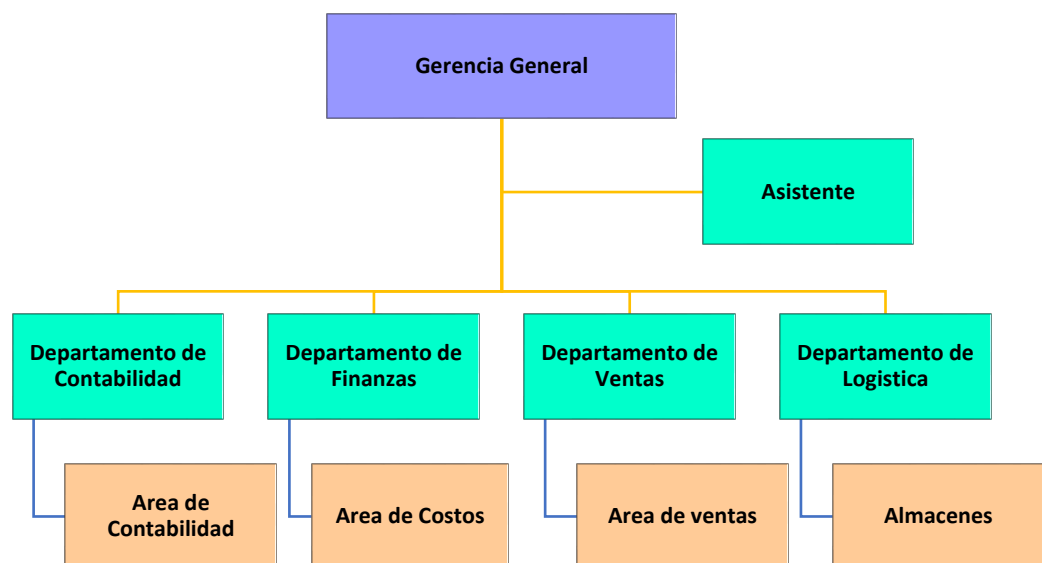 Gerencia General
Asistente
Departamento de
Contabilidad
Departamento de
Finanzas
Departamento de
Ventas
Departamento de
Logistica
Area de
Contabilidad
Area de Costos
Area de ventas
Almacenes